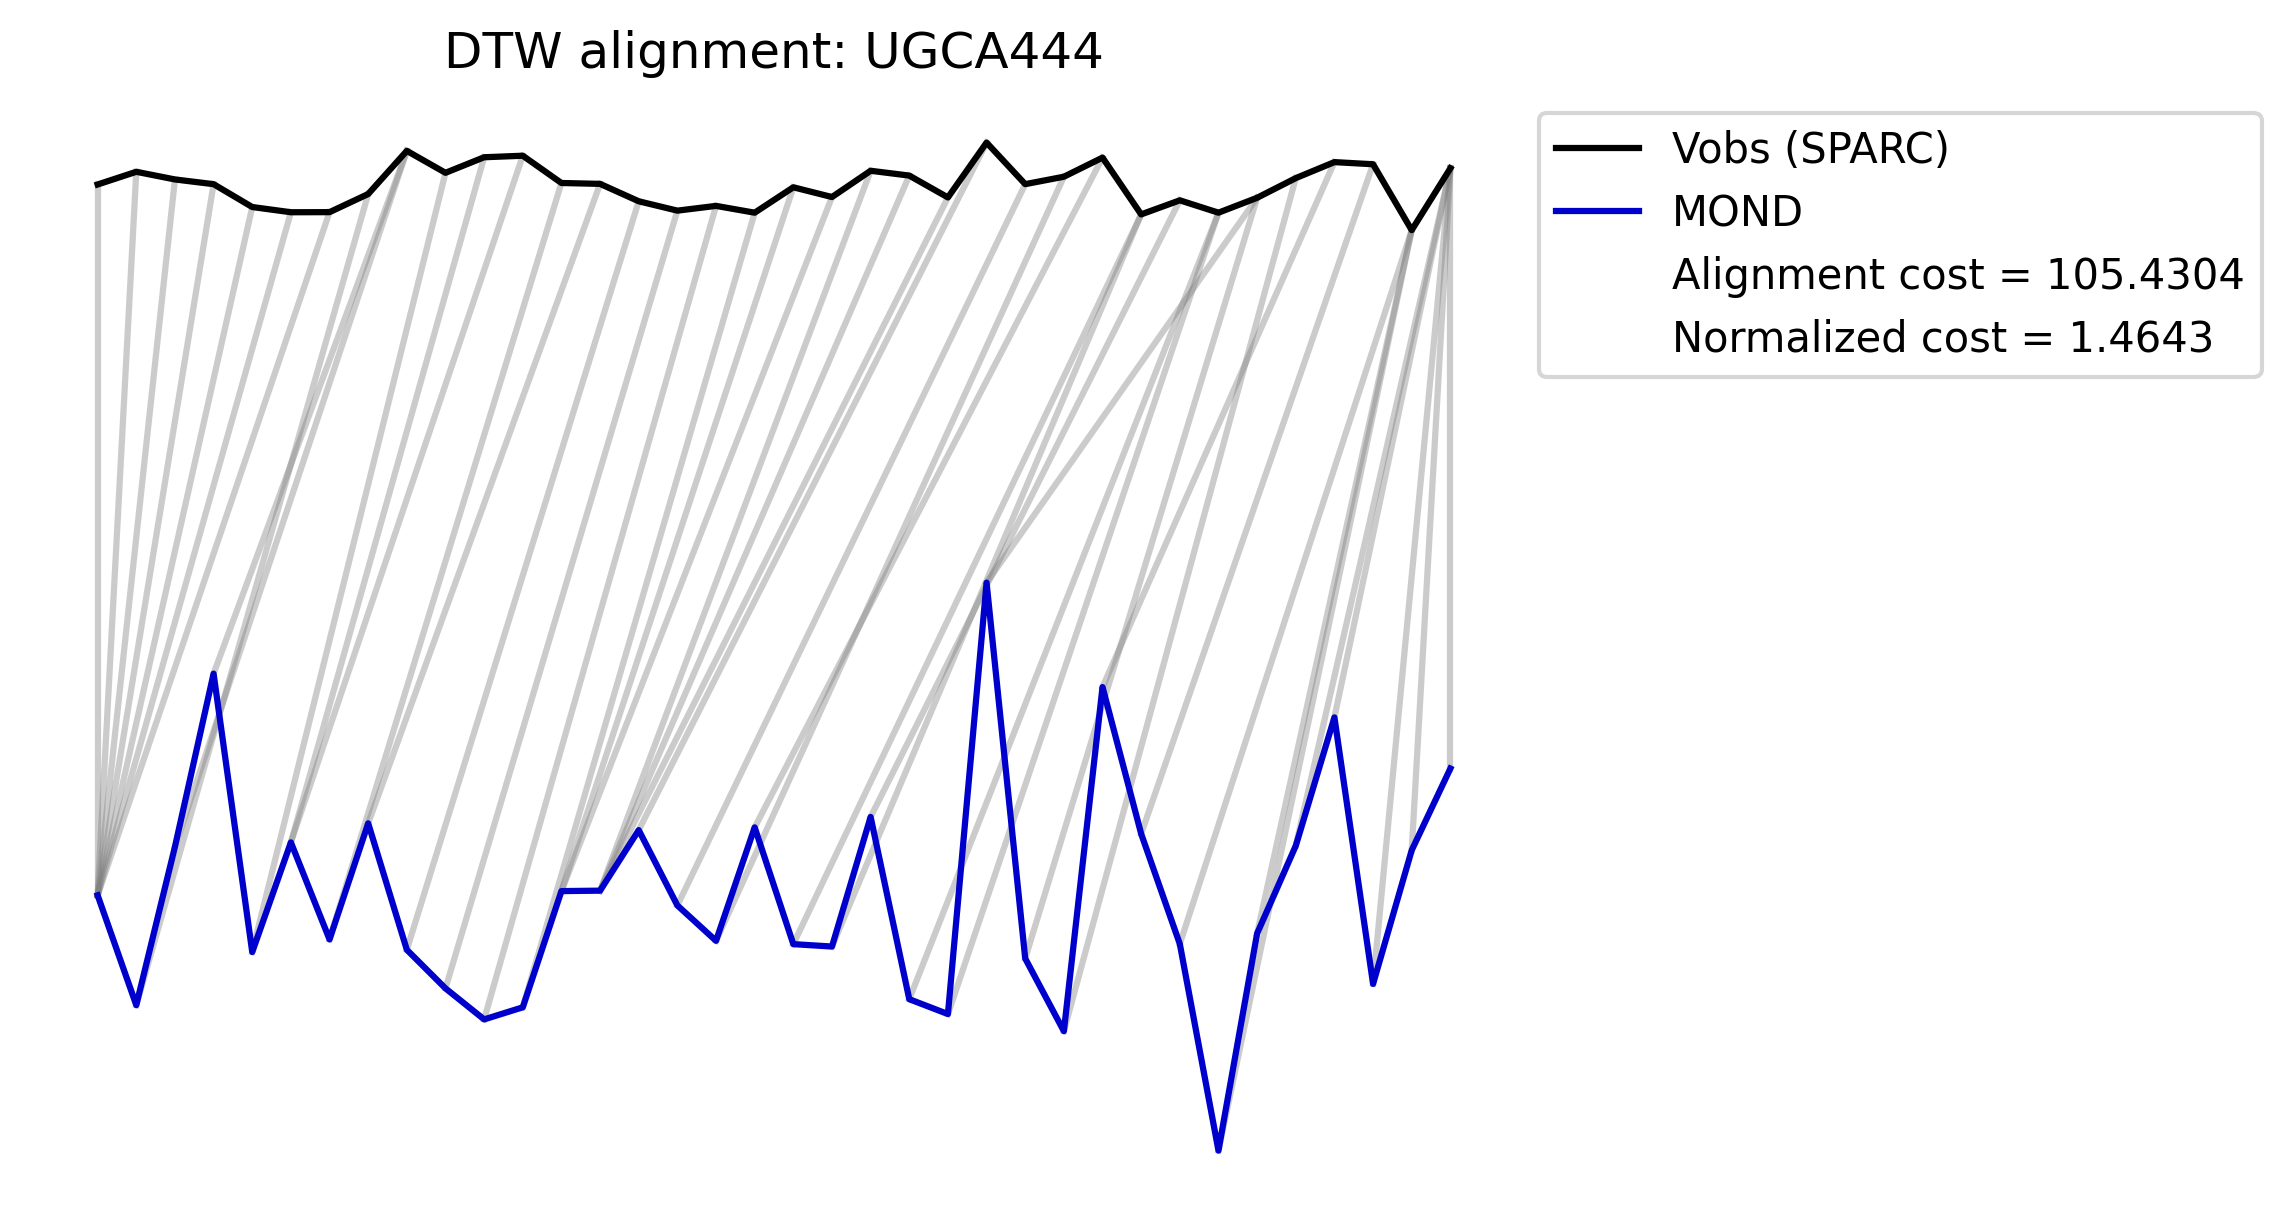 DTW alignment: UGCA444
Vobs (SPARC)
MOND
Alignment cost = 105.4304
Normalized cost = 1.4643